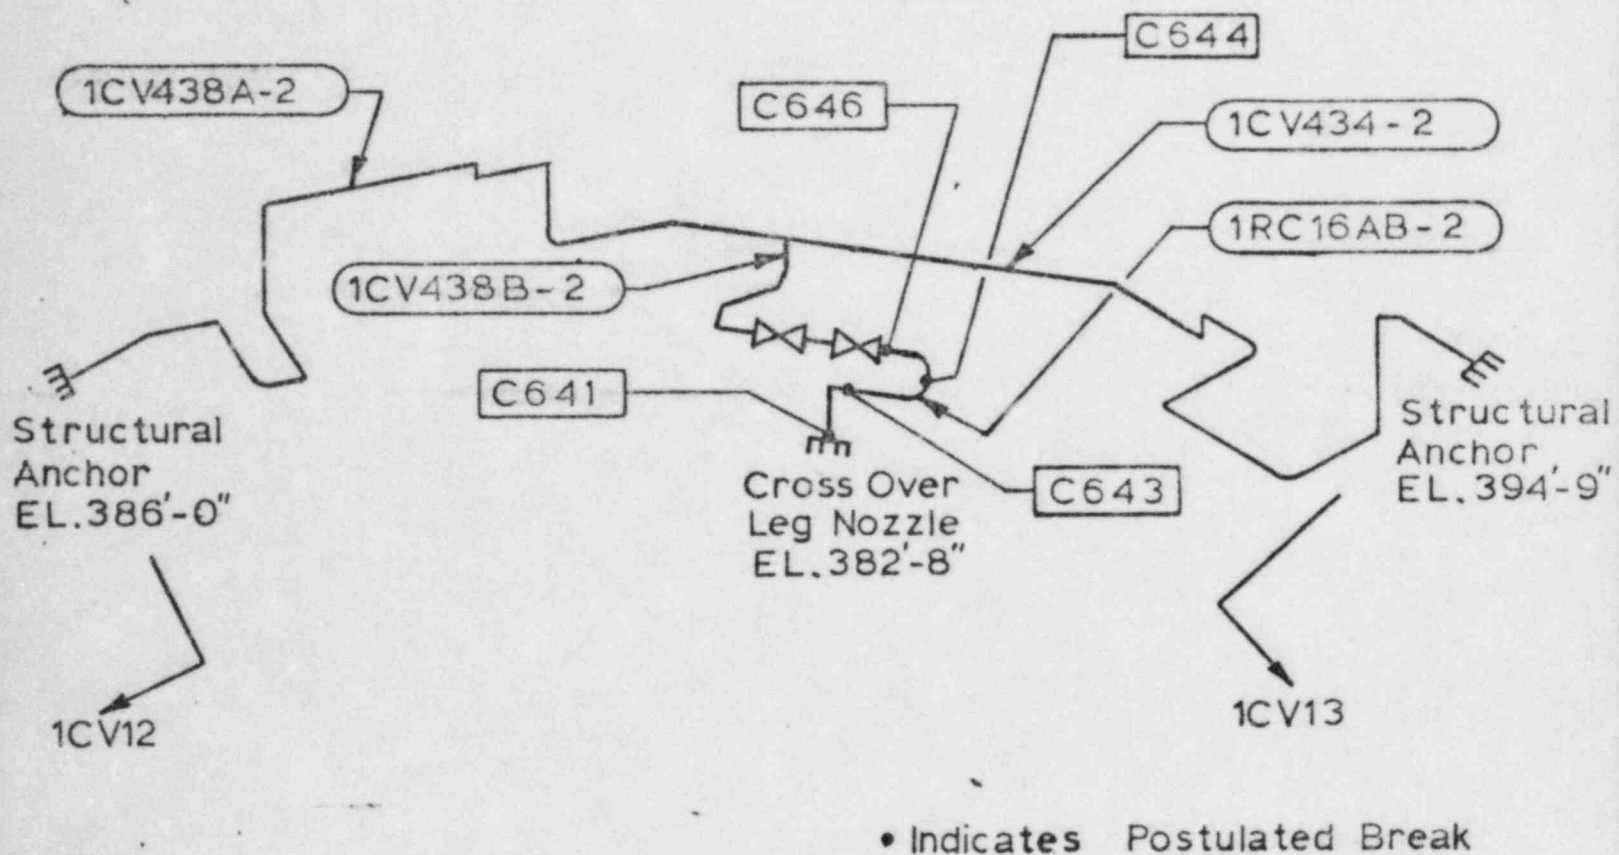 C644
1CV438A-2
C646
1CV434-2
1RC16AB-2
1CV438B-2
C641
Structural
Anchor
EL.386'-0"
Cross Over
Leg Nozzle
EL.382'-8"
C643
Structural
Anchor
EL.394'-9"
1CV12
1CV13
• Indicates Postulated Break